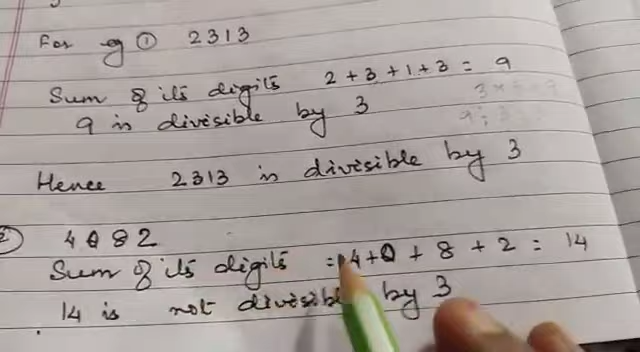 For eg ① 2313
Sum of its digits 2+3+1+3 = 9
9 is divisible by 3
Hence 2313 is divisible by 3
② 4082
Sum of its digits = 4+0+8+2 = 14
14 is not divisible by 3